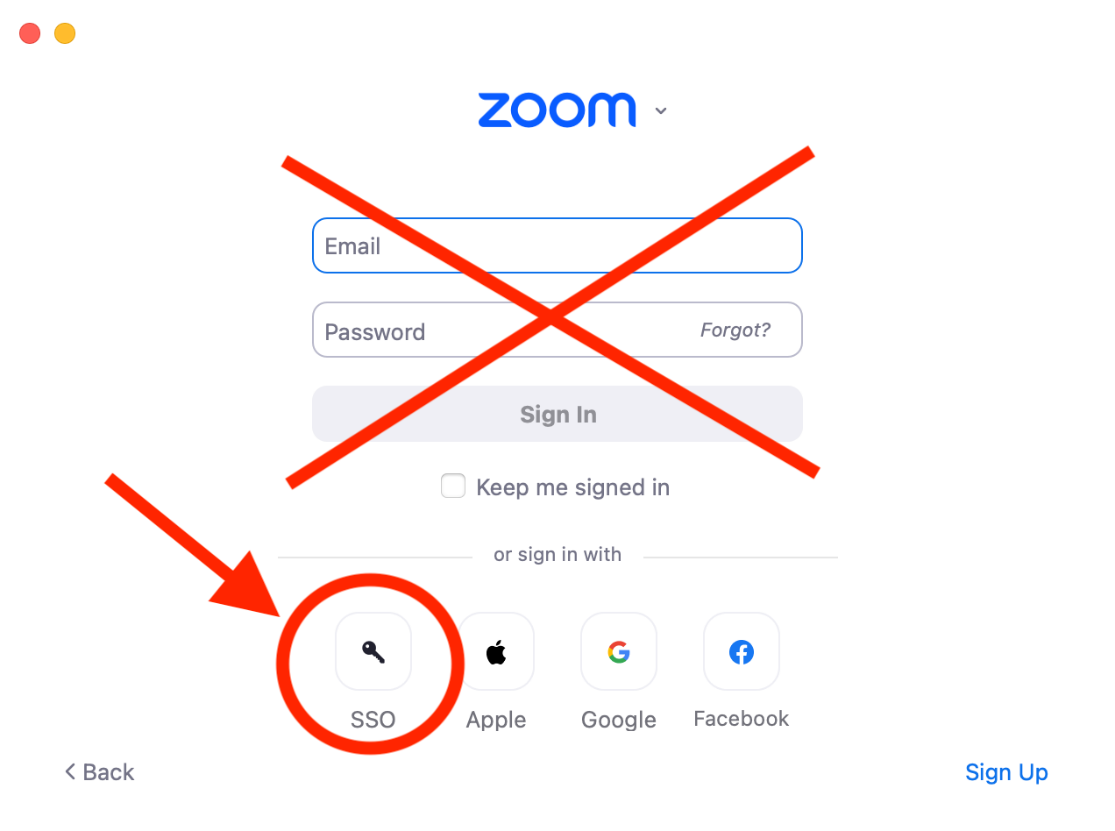 zoom
Email
Password Forgot?
Sign In
Keep me signed in
or sign in with
SSO Apple Google Facebook
Back Sign Up